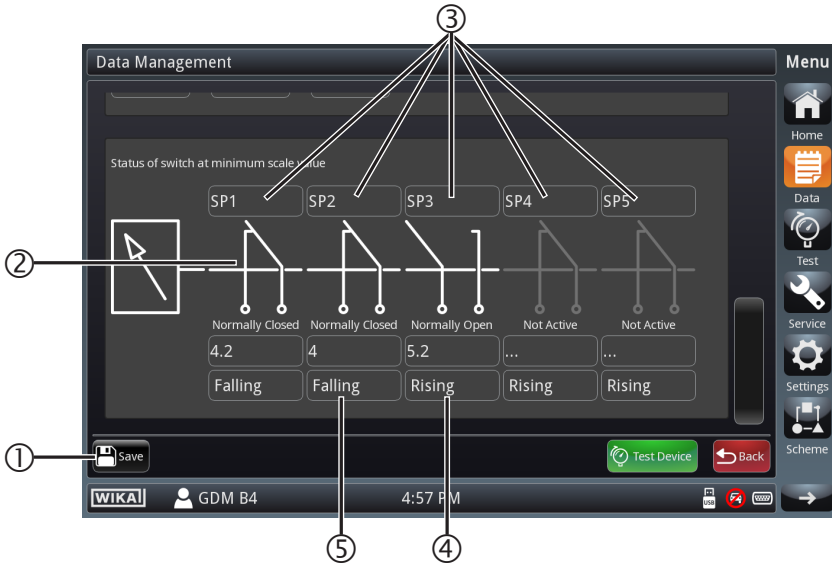 ③
Data Management
Menu
Home
Status of switch at minimum scale value
SP1 SP2 SP3 SP4 SP5
Data
②
Test
Normally Closed Normally Closed Normally Open Not Active Not Active
Service
4.2 4 5.2 ... ...
Falling Falling Rising Rising Rising
Settings
①
Save
Test Device
Back
Scheme
WIKAI
GDM B4
4:57 PM
USB
⑤ ④